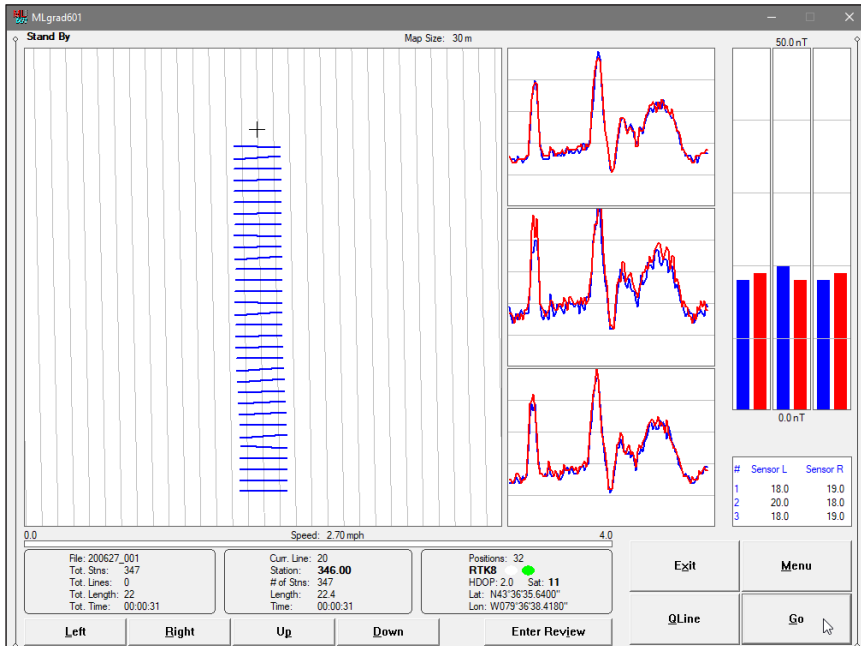 MLgrad601
Stand By
Map Size: 30 m
50.0 nT
0.0 nT
# Sensor L Sensor R
1 18.0 19.0
2 20.0 18.0
3 18.0 19.0
0.0 Speed: 2.70 mph 4.0
File: 200627_001
Tot. Stns: 347
Tot. Lines: 0
Tot. Length: 22
Tot. Time: 00:00:31
Curr. Line: 20
Station: 346.00
# of Stns: 347
Length: 22.4
Time: 00:00:31
Positions: 32
RTK8
HDOP: 2.0 Sat: 11
Lat: N43°36'35.6400"
Lon: W079°36'38.4180"
Exit
Menu
QLine
Go
Left
Right
Up
Down
Enter Review